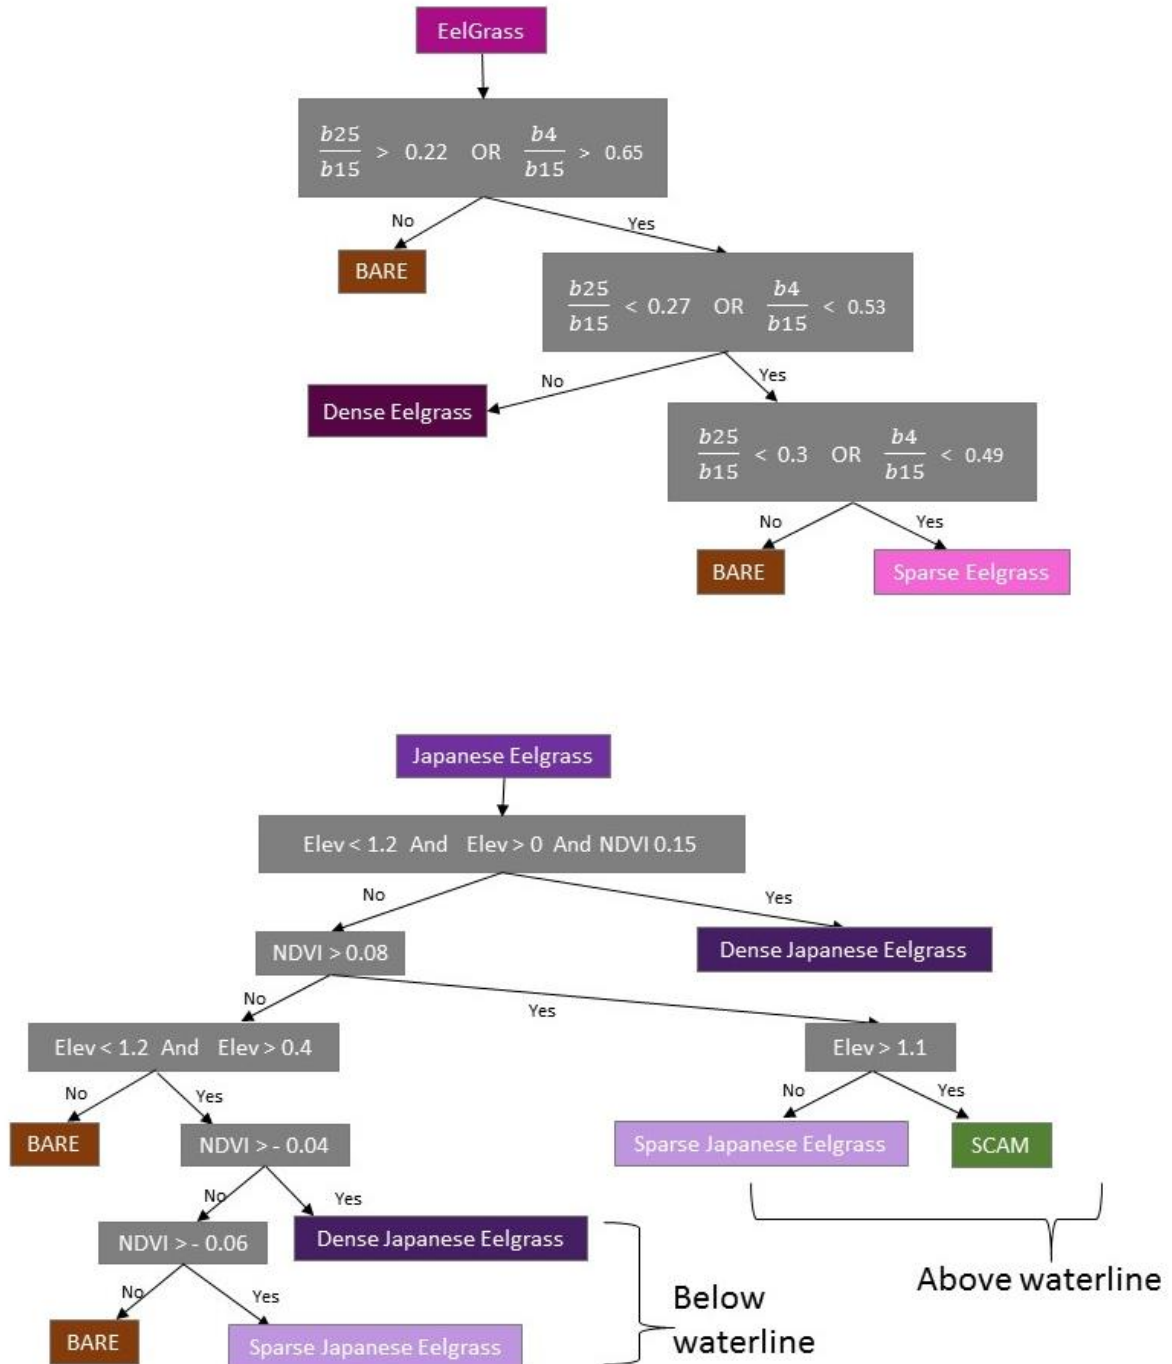 EelGrass
b25/b15 > 0.22 OR b4/b15 > 0.65
No
Yes
BARE
b25/b15 < 0.27 OR b4/b15 < 0.53
No
Yes
Dense Eelgrass
b25/b15 < 0.3 OR b4/b15 < 0.49
No
Yes
BARE
Sparse Eelgrass
Japanese Eelgrass
Elev < 1.2 And Elev > 0 And NDVI 0.15
No
Yes
NDVI > 0.08
Dense Japanese Eelgrass
No
Yes
Elev < 1.2 And Elev > 0.4
Elev > 1.1
No
Yes
No
Yes
BARE
NDVI > - 0.04
Sparse Japanese Eelgrass
SCAM
No
Yes
NDVI > - 0.06
Dense Japanese Eelgrass
No
Yes
BARE
Sparse Japanese Eelgrass
Below
waterline
Above waterline